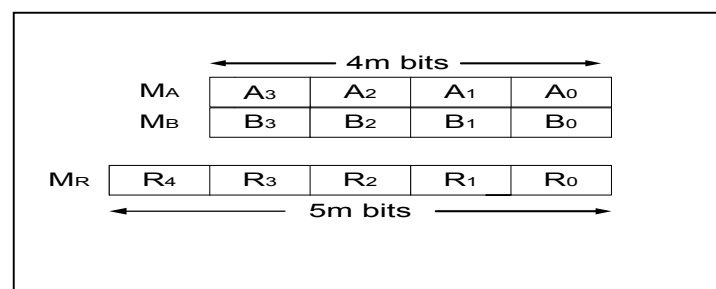 4m bits
MA A3 A2 A1 A0
MB B3 B2 B1 B0
MR R4 R3 R2 R1 R0
5m bits